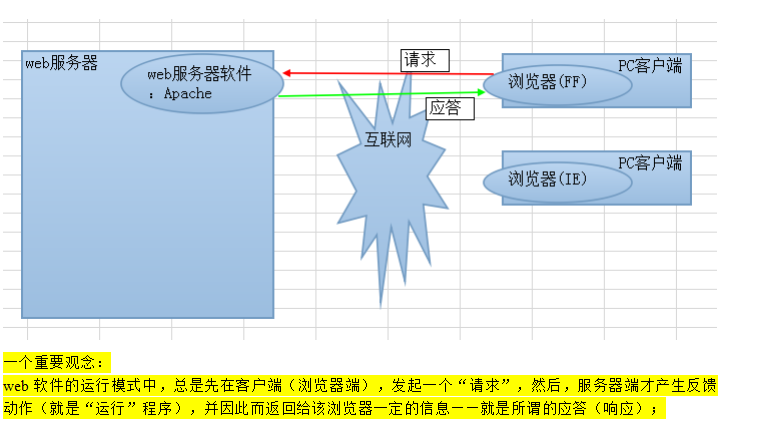 web服务器
web服务器软件
：Apache
请求
应答
互联网
PC客户端
浏览器(FF)
PC客户端
浏览器(IE)
一个重要观念：
web 软件的运行模式中，总是先在客户端（浏览器端），发起一个“请求”，然后，服务器端才产生反馈
动作（就是“运行”程序），并因此而返回给该浏览器一定的信息——就是所谓的应答（响应）；